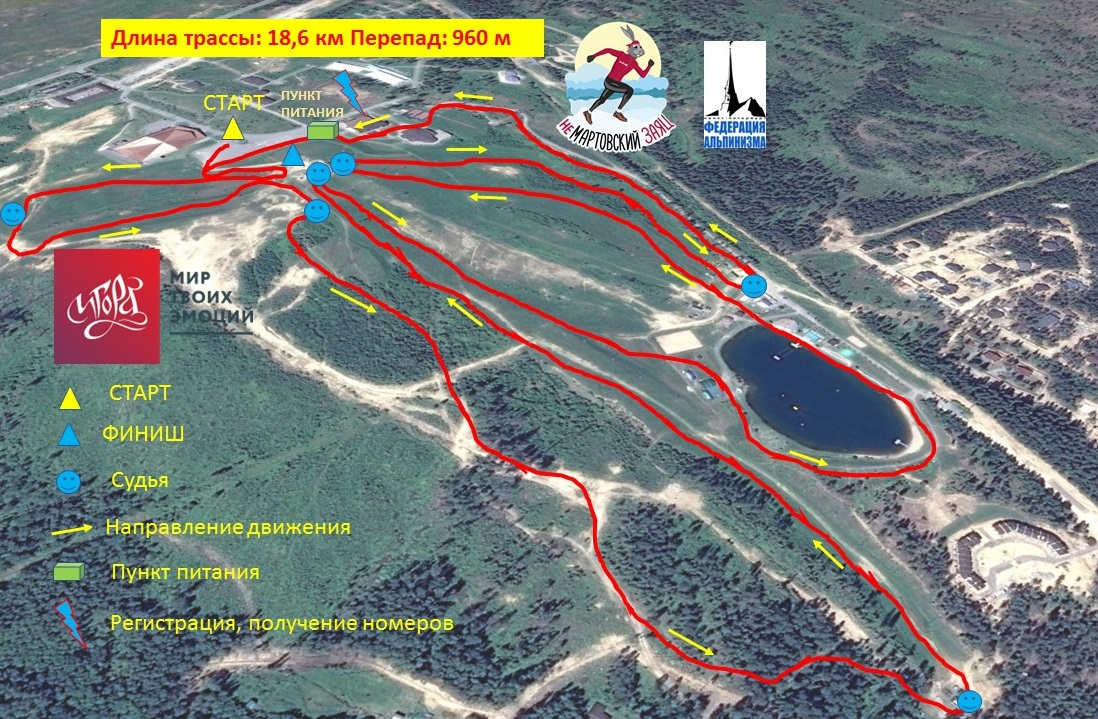 Длина трассы: 18,6 км Перепад: 960 м
СТАРТ
ПУНКТ
ПИТАНИЯ
НЕ МАРТОВСКИЙ ЗАЯЦ
ФЕДЕРАЦИЯ
АЛЬПИНИЗМА
игора
МИР
ТВОИХ
ЭМОЦИЙ
СТАРТ
ФИНИШ
Судья
Направление движения
Пункт питания
Регистрация, получение номеров